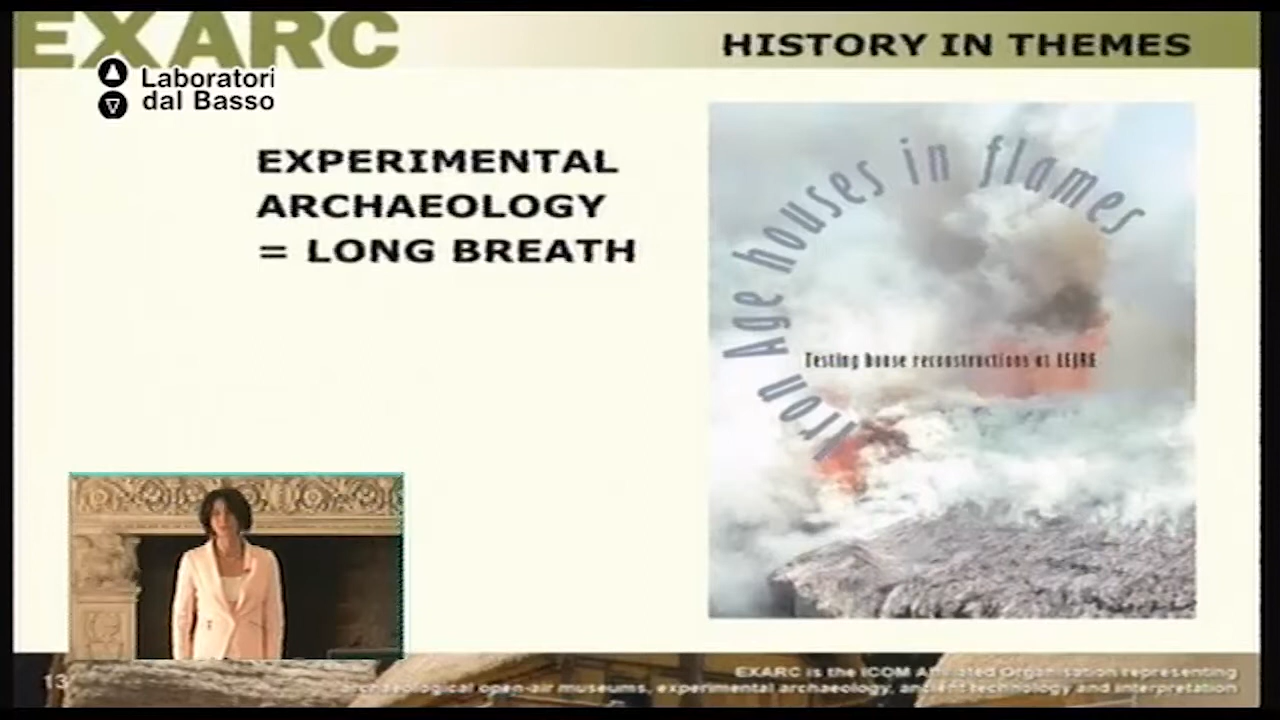 EXARC
HISTORY IN THEMES
Laboratori
dal Basso
EXPERIMENTAL
ARCHAEOLOGY
= LONG BREATH
Iron Age houses in flames
Testing house reconstructions at LEJRE
13
EXARC is the ICOM Affiliated Organisation representing
archaeological open-air museums, experimental archaeology, ancient technology and interpretation